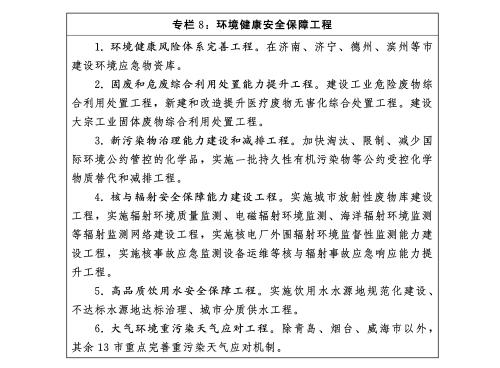 专栏 8：环境健康安全保障工程
1. 环境健康风险体系完善工程。在济南、济宁、德州、滨州等市
建设环境应急物资库。
2. 固废和危废综合利用处置能力提升工程。建设工业危险废物综
合利用处置工程，新建和改造提升医疗废物无害化综合处置工程。建设
大宗工业固体废物综合利用处置工程。
3. 新污染物治理能力建设和减排工程。加快淘汰、限制、减少国
际环境公约管控的化学品，实施一批持久性有机污染物等公约受控化学
物质替代和减排工程。
4. 核与辐射安全保障能力建设工程。实施城市放射性废物库建设
工程，实施辐射环境质量监测、电磁辐射环境监测、海洋辐射环境监测
等辐射监测网络建设工程，实施核电厂外围辐射环境监督性监测能力建
设工程，实施核事故应急监测设备运维等核与辐射事故应急响应能力提
升工程。
5. 高品质饮用水安全保障工程。实施饮用水水源地规范化建设、
不达标水源地达标治理、城市分质供水工程。
6. 大气环境重污染天气应对工程。除青岛、烟台、威海市以外，
其余 13 市重点完善重污染天气应对机制。